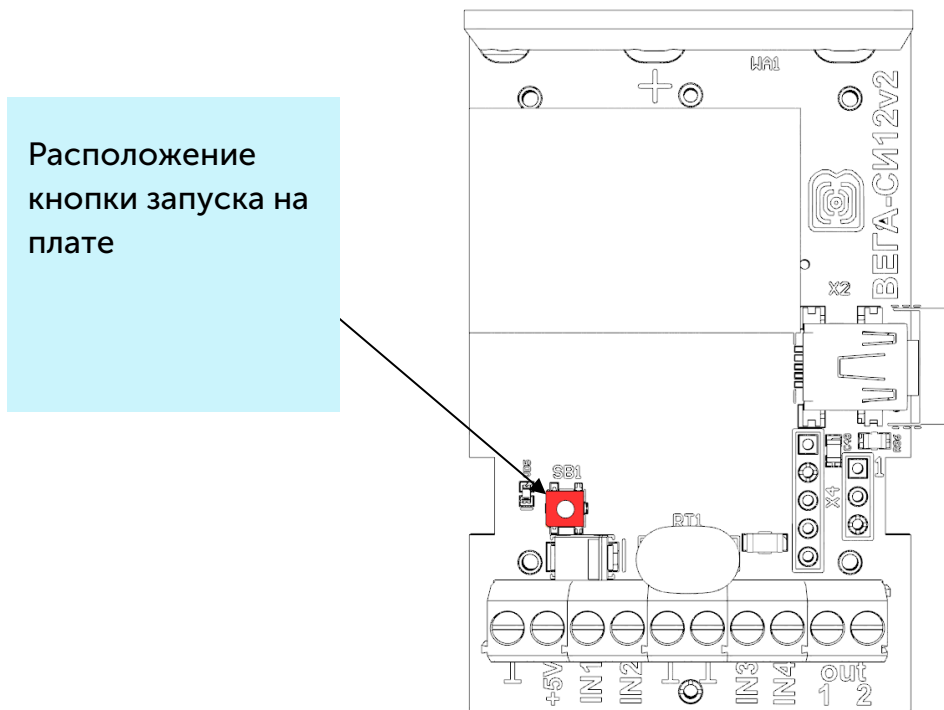 Расположение
кнопки запуска на
плате
WA1
ВЕГА-СИ12v2
X2
SB1
RT1
X4
1
+5V
IN1
IN2
IN3
IN4
out
1
2